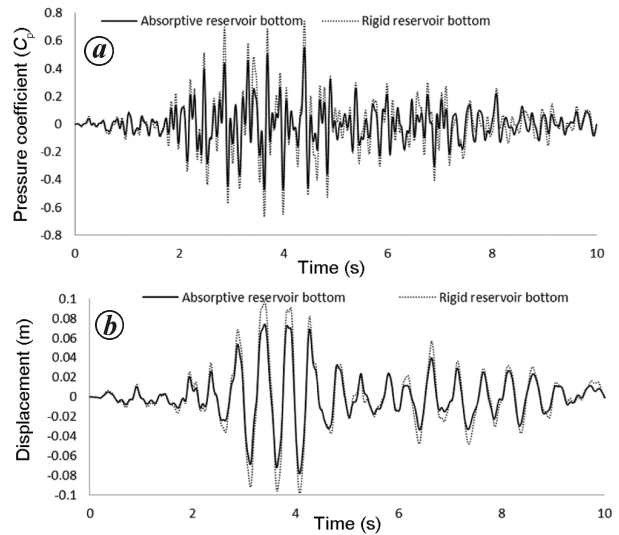 Absorptive reservoir bottom Rigid reservoir bottom
a
Pressure coefficient (Cp)
0.8
0.6
0.4
0.2
0
-0.2
-0.4
-0.6
-0.8
0 2 4 6 8 10
Time (s)
Absorptive reservoir bottom Rigid reservoir bottom
b
Displacement (m)
0.1
0.08
0.06
0.04
0.02
0
-0.02
-0.04
-0.06
-0.08
-0.1
0 2 4 6 8 10
Time (s)